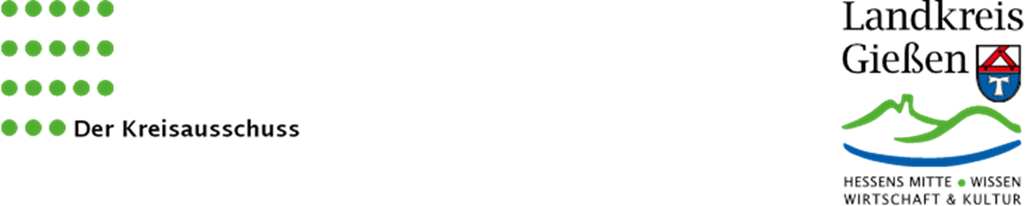 Der Kreisausschuss
Landkreis
Gießen
HESSENS MITTE • WISSEN
WIRTSCHAFT & KULTUR